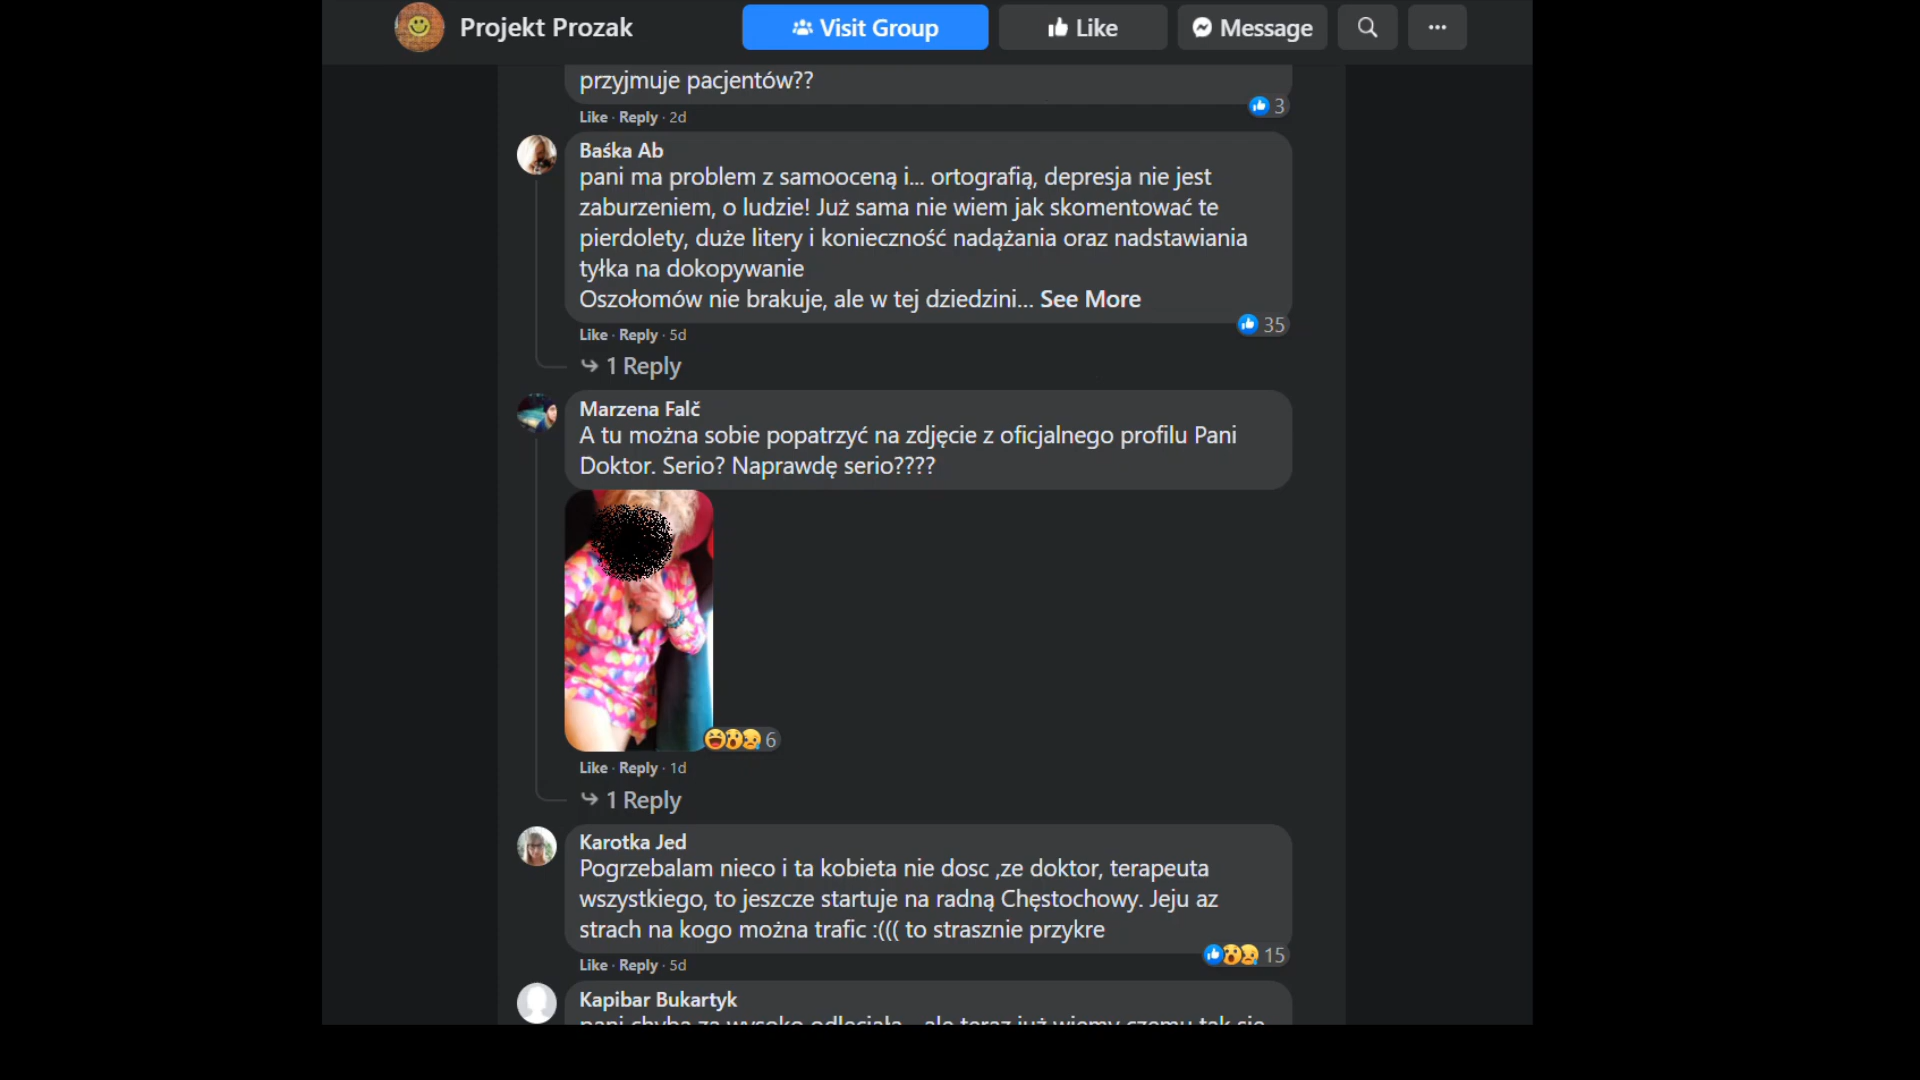 Projekt Prozak
Visit Group
Like
Message
przyjmuje pacjentów??
3
Like · Reply · 2d
Baśka Ab
pani ma problem z samooceną i... ortografią, depresja nie jest
zaburzeniem, o ludzie! Już sama nie wiem jak skomentować te
pierdolety, duże litery i konieczność nadążania oraz nadstawiania
tyłka na dokopywanie
Oszołomów nie brakuje, ale w tej dziedzini... See More
35
Like · Reply · 5d
1 Reply
Marzena Falč
A tu można sobie popatrzyć na zdjęcie z oficjalnego profilu Pani
Doktor. Serio? Naprawdę serio????
6
Like · Reply · 1d
1 Reply
Karotka Jed
Pogrzebalam nieco i ta kobieta nie dosc ,ze doktor, terapeuta
wszystkiego, to jeszcze startuje na radną Chęstochowy. Jeju az
strach na kogo można trafic :((( to strasznie przykre
15
Like · Reply · 5d
Kapibar Bukartyk
pani chyba za wysoko odleciała... ale teraz już wiemy czemu tak się